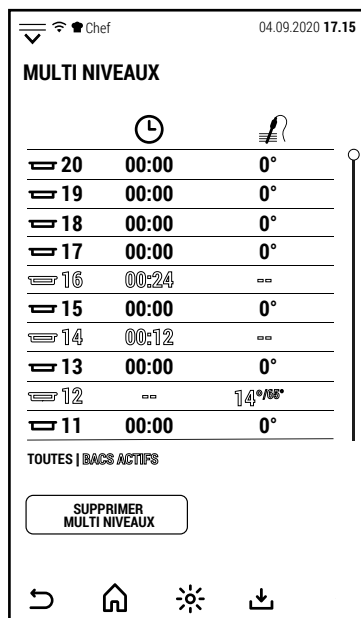 Chef 04.09.2020 17.15
MULTI NIVEAUX
20 00:00 0°
19 00:00 0°
18 00:00 0°
17 00:00 0°
16 00:24 --
15 00:00 0°
14 00:12 --
13 00:00 0°
12 -- 14°/65°
11 00:00 0°
TOUTES | BACS ACTIFS
SUPPRIMER
MULTI NIVEAUX